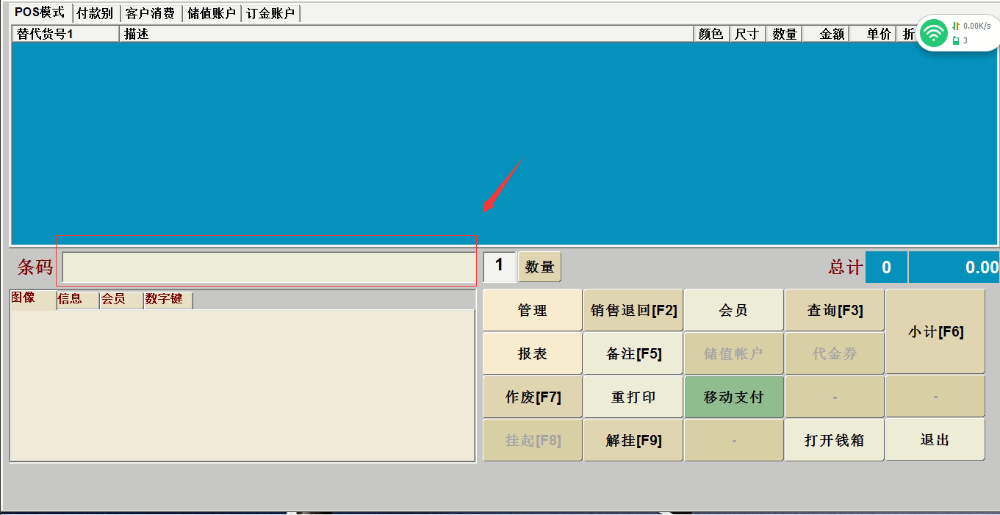 POS模式 付款别 客户消费 储值账户 订金账户
替代货号1 描述 颜色 尺寸 数量 金额 单价 折
0.00K/s
3
条码 1 数量 总计 0 0.00
图像 信息 会员 数字键
管理 销售退回[F2] 会员 查询[F3] 小计[F6]
报表 备注[F5] 储值帐户 代金券
作废[F7] 重打印 移动支付 - -
挂起[F8] 解挂[F9] - 打开钱箱 退出